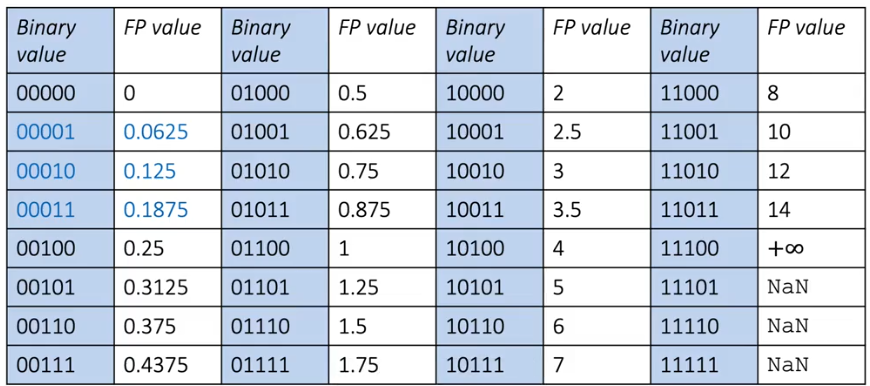 Binary value FP value Binary value FP value Binary value FP value Binary value FP value
00000 0 01000 0.5 10000 2 11000 8
00001 0.0625 01001 0.625 10001 2.5 11001 10
00010 0.125 01010 0.75 10010 3 11010 12
00011 0.1875 01011 0.875 10011 3.5 11011 14
00100 0.25 01100 1 10100 4 11100 +∞
00101 0.3125 01101 1.25 10101 5 11101 NaN
00110 0.375 01110 1.5 10110 6 11110 NaN
00111 0.4375 01111 1.75 10111 7 11111 NaN